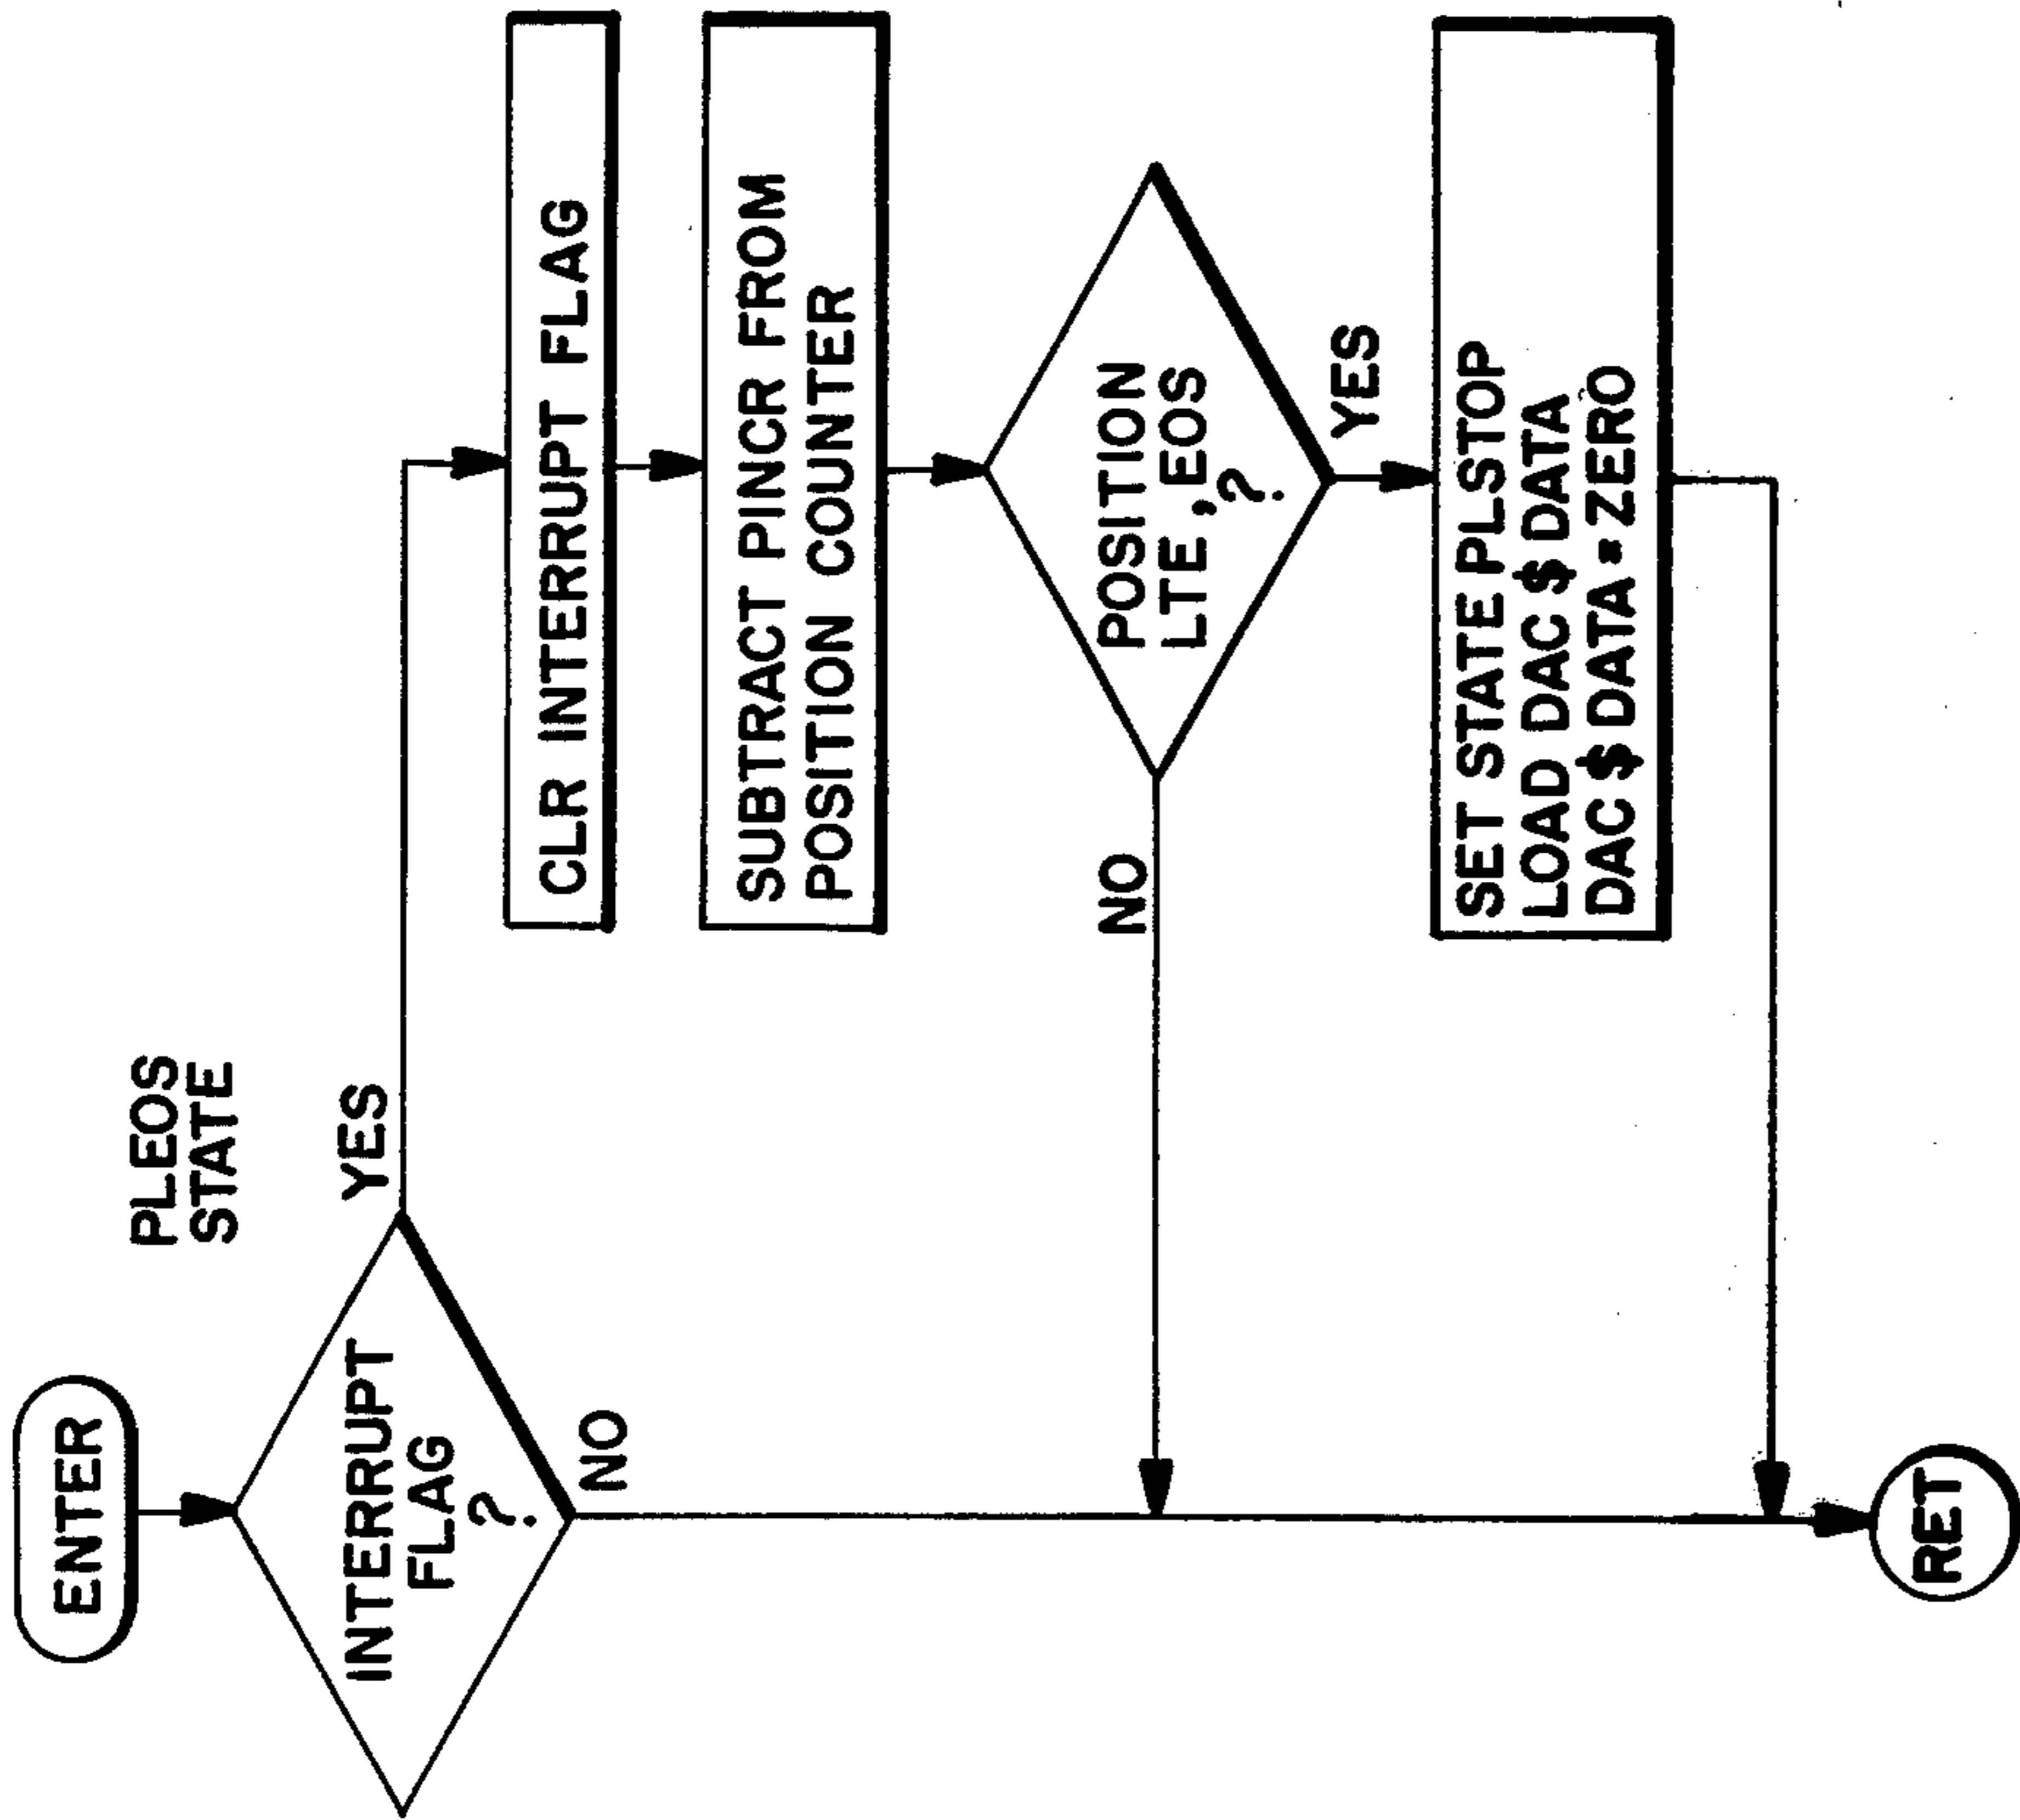 PLEOS
STATE
ENTER
INTERRUPT
FLAG
?
YES
NO
CLR INTERRUPT FLAG
SUBTRACT PINCR FROM
POSITION COUNTER
POSITION
LTE ,EOS
?
NO
YES
SET STATE PLSTOP
LOAD DAC $ DATA
DAC $ DATA = ZERO
RET